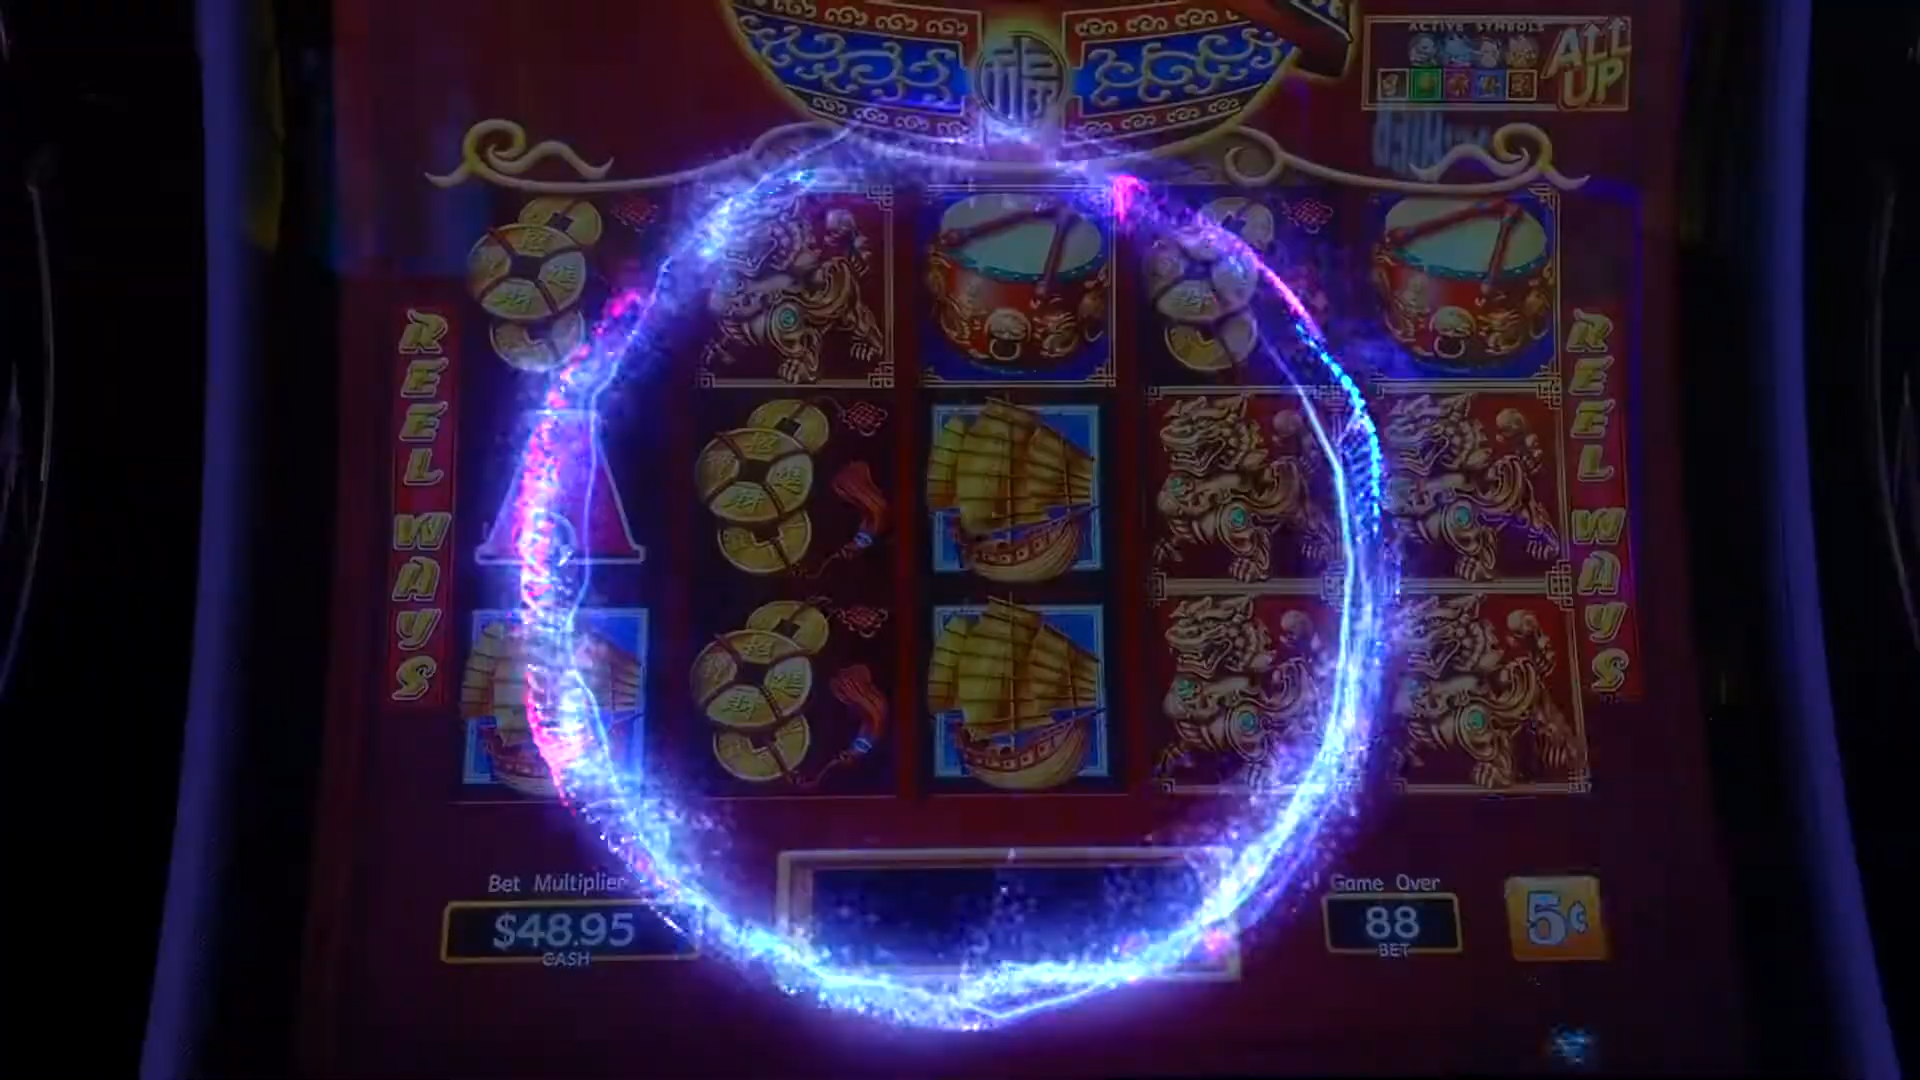 ACTIVE SYMBOLS
ALL
UP
REEL WAYS
REEL WAYS
A
Bet Multiplier
$48.95
CASH
Game Over
88
BET
5¢